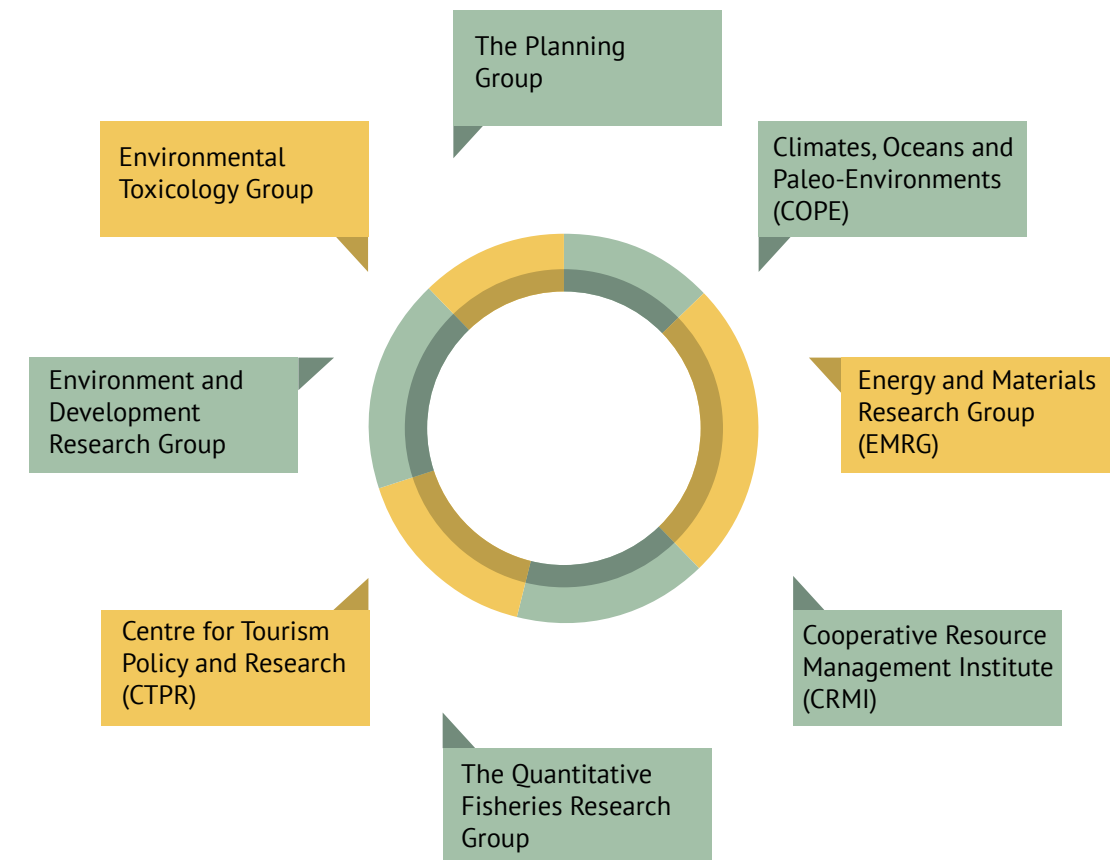 The Planning
Group
Climates, Oceans and
Paleo-Environments
(COPE)
Energy and Materials
Research Group
(EMRG)
Cooperative Resource
Management Institute
(CRMI)
The Quantitative
Fisheries Research
Group
Centre for Tourism
Policy and Research
(CTPR)
Environment and
Development
Research Group
Environmental
Toxicology Group